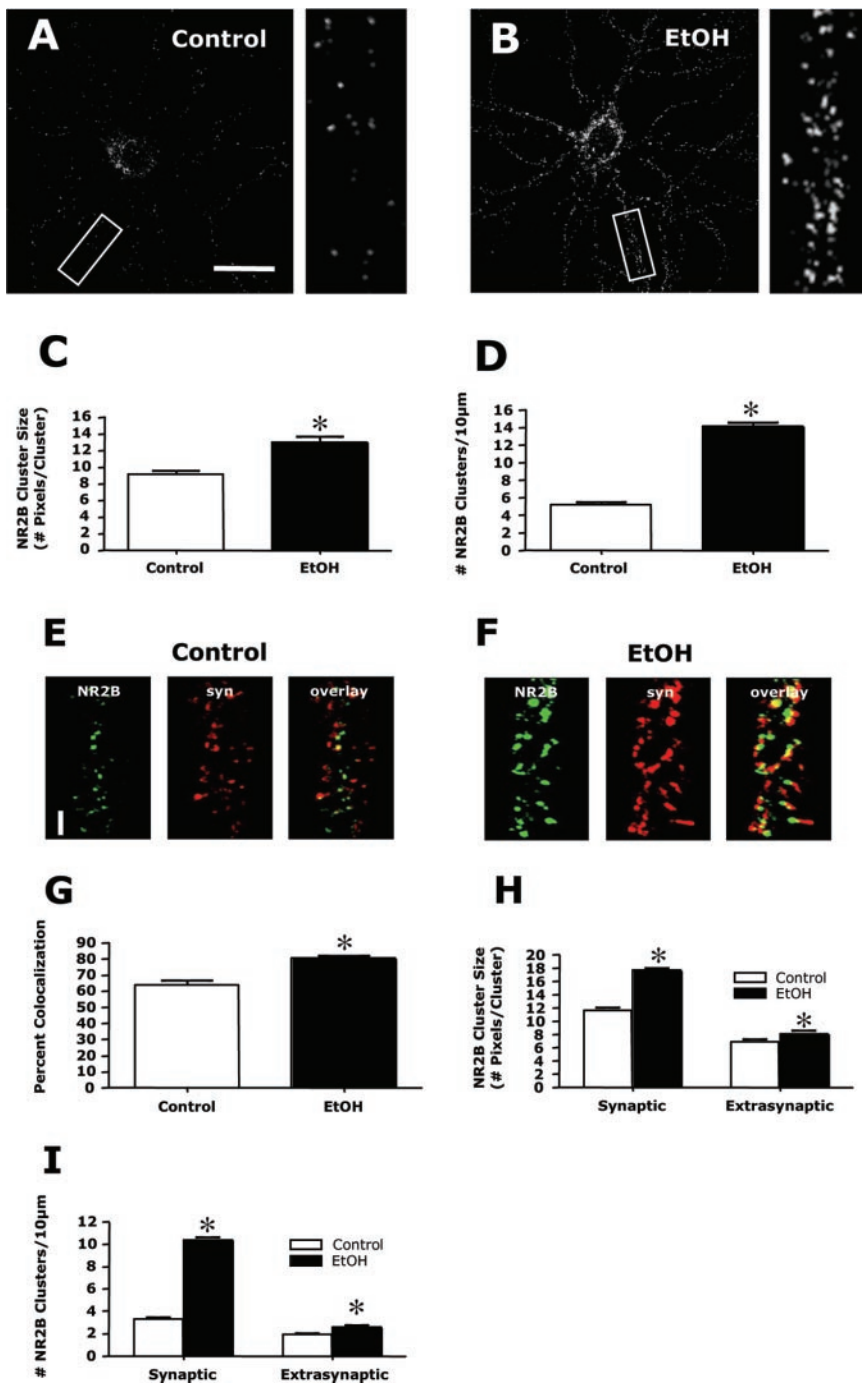 A
Control
B
EtOH
C
NR2B Cluster Size
(# Pixels/Cluster)
16
14
12
10
8
6
4
2
0
*
Control
EtOH
D
# NR2B Clusters/10µm
16
14
12
10
8
6
4
2
0
*
Control
EtOH
E
Control
NR2B
syn
overlay
F
EtOH
NR2B
syn
overlay
G
Percent Colocalization
90
80
70
60
50
40
30
20
10
0
*
Control
EtOH
H
NR2B Cluster Size
(# Pixels/Cluster)
20
18
16
14
12
10
8
6
4
2
0
*
*
Control
EtOH
Synaptic
Extrasynaptic
I
# NR2B Clusters/10µm
12
10
8
6
4
2
0
*
*
Control
EtOH
Synaptic
Extrasynaptic